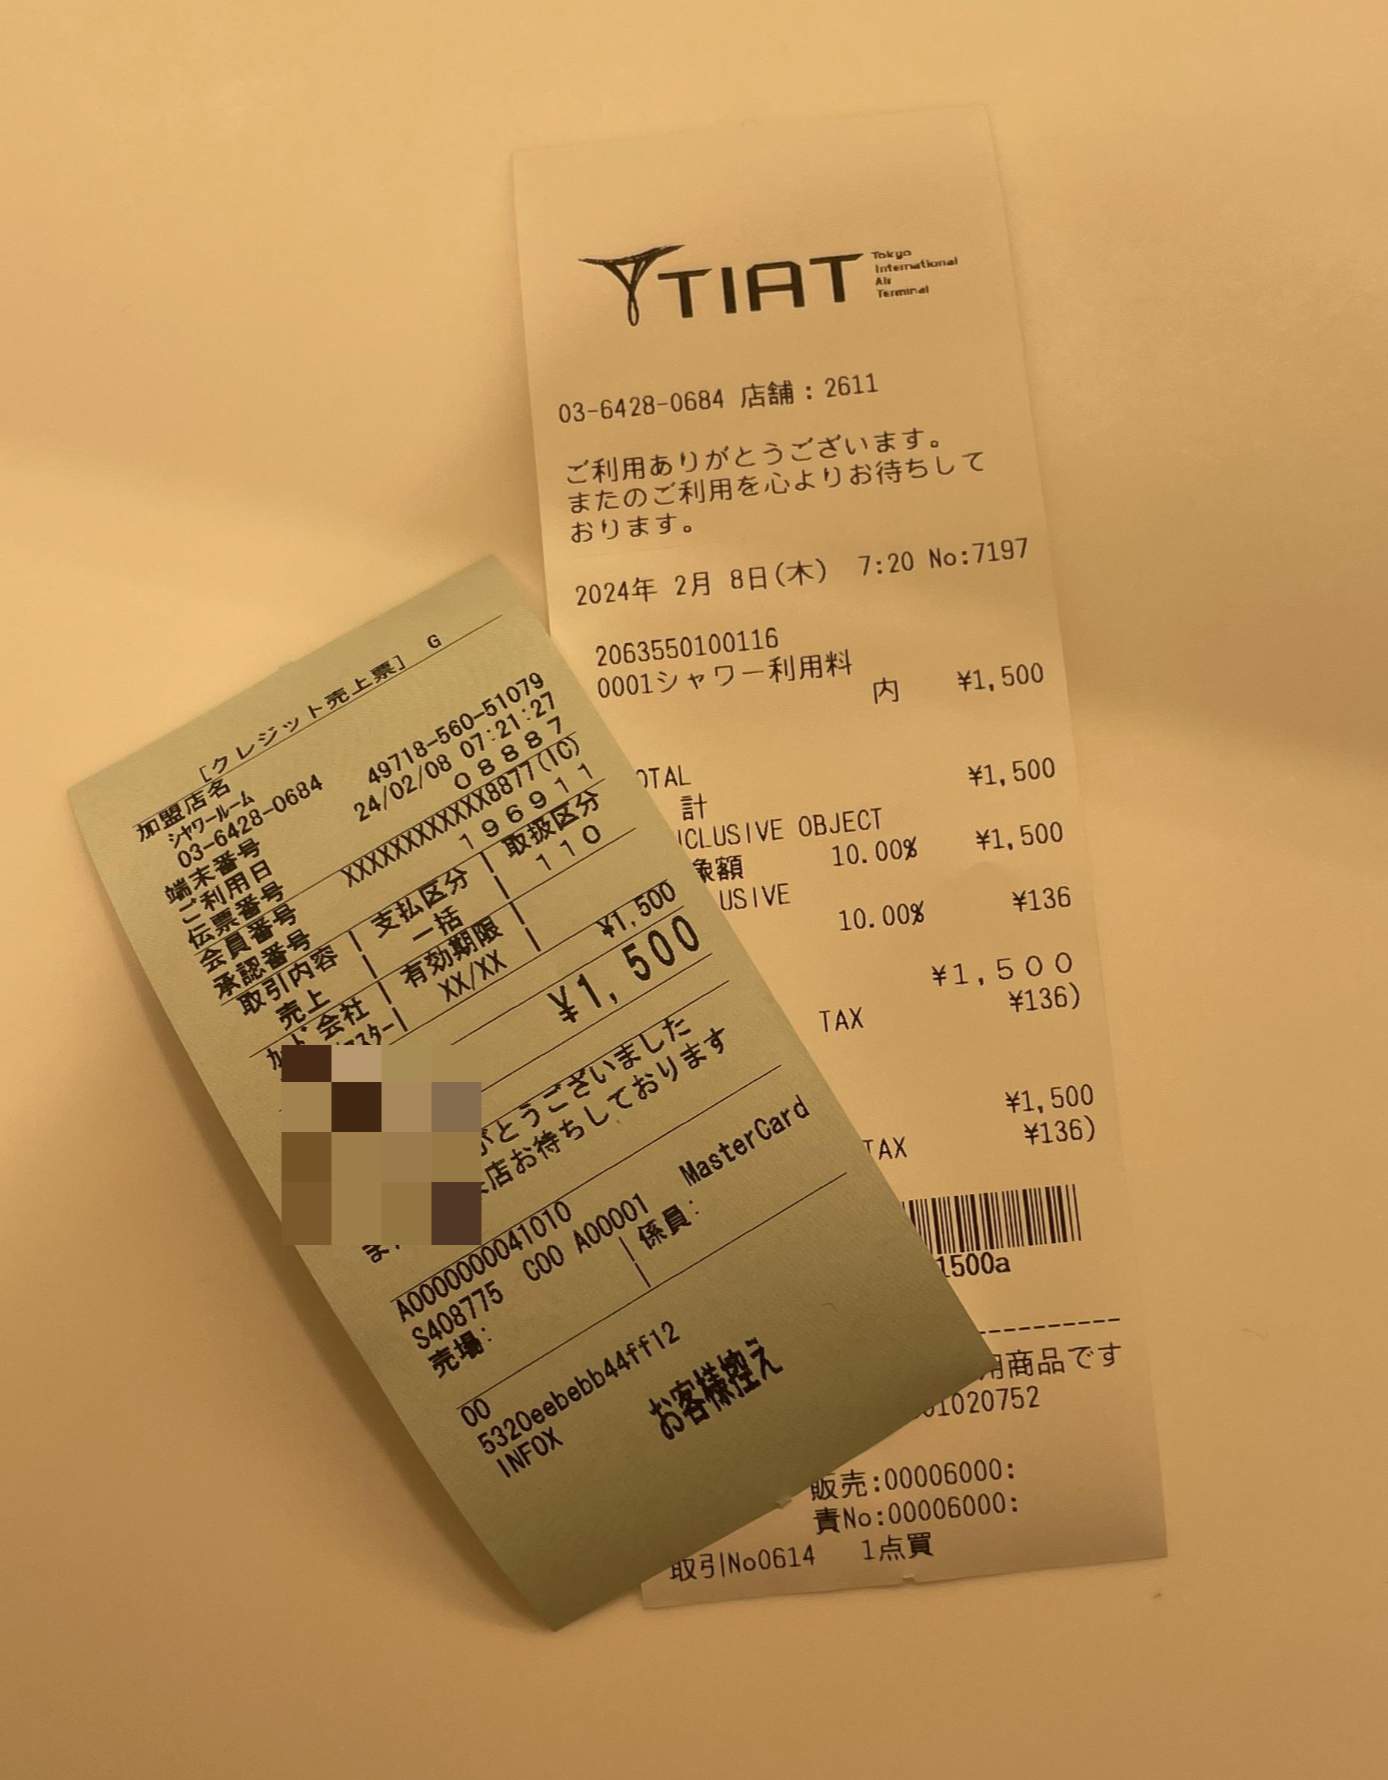 TIAT
Tokyo
International
Air
Terminal
03-6428-0684 店舗：2611
ご利用ありがとうございます。
またのご利用を心よりお待ちして
おります。
2024年 2月 8日(木) 7:20 No:7197
2063550100116
0001シャワー利用料
内 ¥1,500
OTAL ¥1,500
計
CLUSIVE OBJECT
象額 10.00% ¥1,500
USIVE
10.00% ¥136
¥1,500
TAX ¥136)
¥1,500
TAX ¥136)
1500a
用商品です
01020752
販売:00006000:
責No:00006000:
取引No0614 1点買
[クレジット売上票] G
加盟店名
シャワールーム
03-6428-0684
端末番号 49718-560-51079
ご利用日 24/02/08 07:21:27
伝票番号 08887
会員番号 XXXXXXXXXXXX8877(IC)
承認番号 196911
取引内容 | 支払区分 | 取扱区分
売上 | 一括 | 110
カード会社 | 有効期限 |
マスター | XX/XX |
¥1,500
¥1,500
がとうございました
店お待ちしております
ま
A0000000041010 MasterCard
S408775 C00 A00001
売場: | 係員:
00
5320eebebb44ff12
INFOX
お客様控え